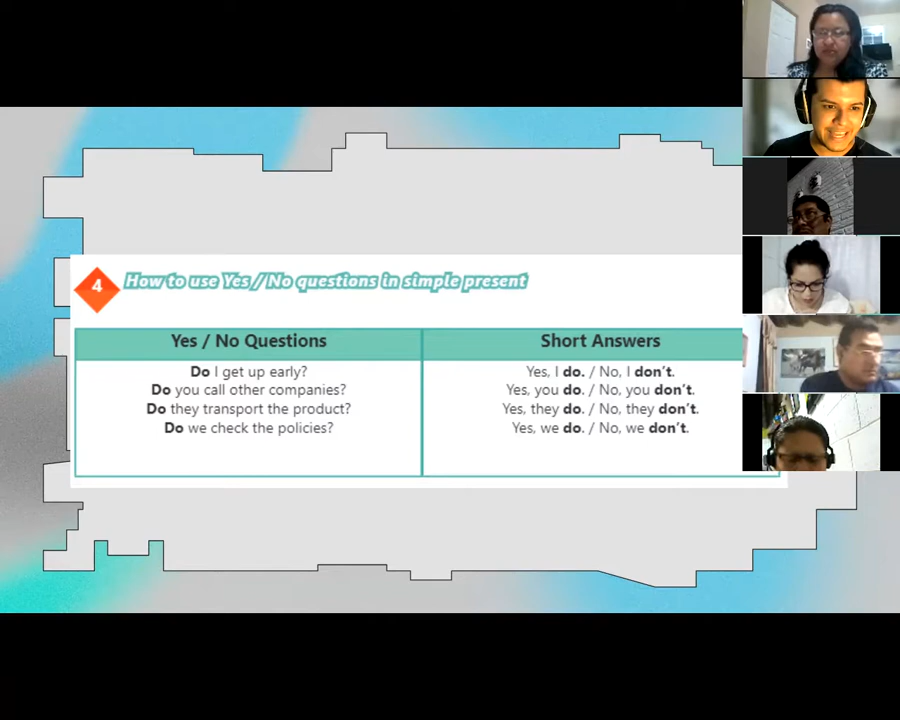 4 How to use Yes / No questions in simple present
Yes / No Questions Short Answers
Do I get up early? Yes, I do. / No, I don't.
Do you call other companies? Yes, you do. / No, you don't.
Do they transport the product? Yes, they do. / No, they don't.
Do we check the policies? Yes, we do. / No, we don't.